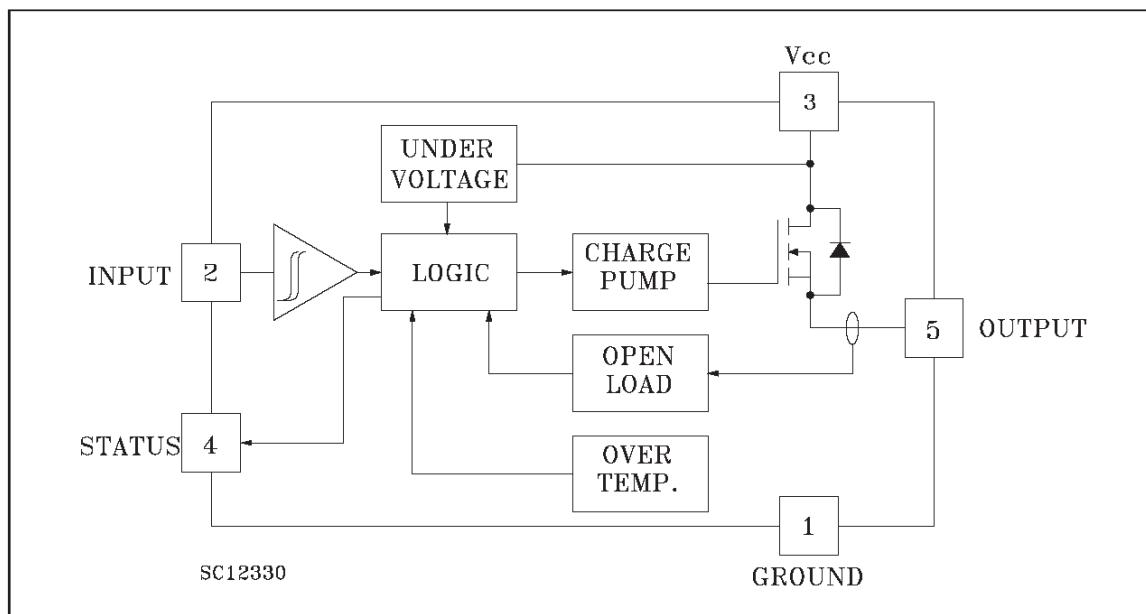 Vcc
3
UNDER
VOLTAGE
INPUT
2
LOGIC
CHARGE
PUMP
5
OUTPUT
OPEN
LOAD
STATUS
4
OVER
TEMP.
1
GROUND
SC12330